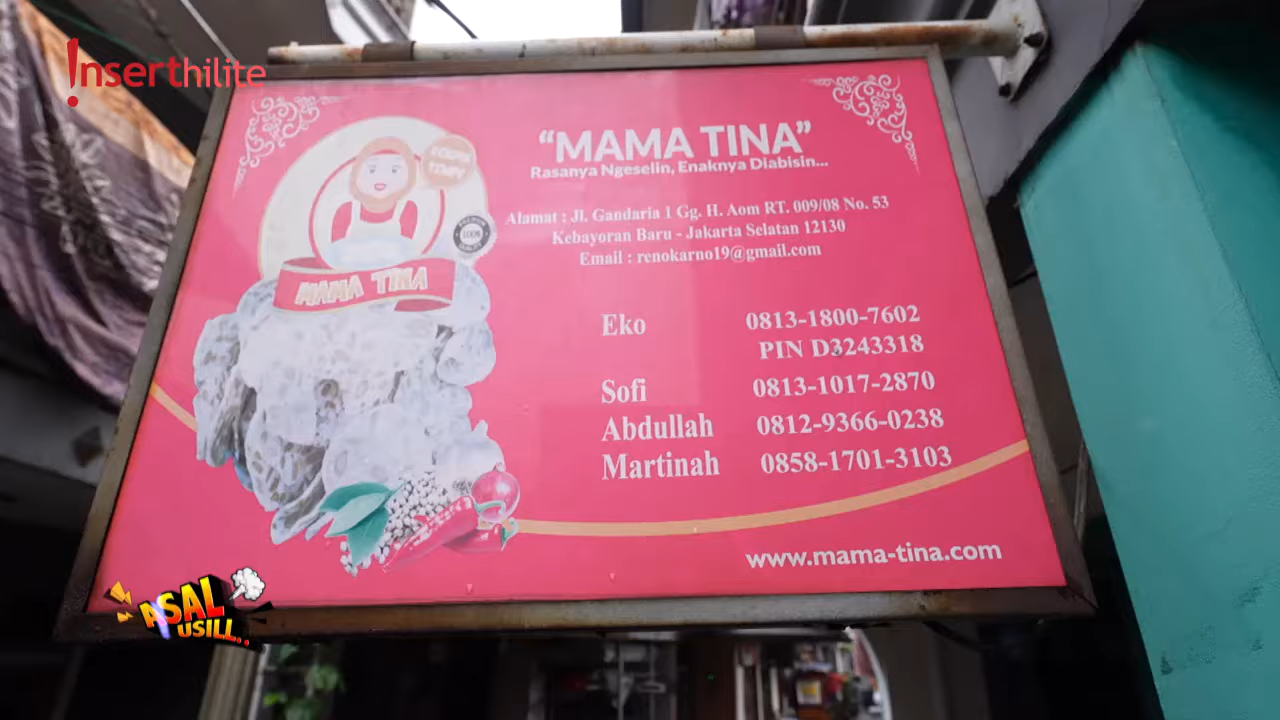 Inserthilite
"MAMA TINA"
Rasanya Ngeselin, Enaknya Diabisin...
Alamat : Jl. Gandaria 1 Gg. H. Aom RT. 009/08 No. 53
Kebayoran Baru - Jakarta Selatan 12130
Email : renokarno19@gmail.com
100%
MAMA TINA
Eko 0813-1800-7602
PIN D3243318
Sofi 0813-1017-2870
Abdullah 0812-9366-0238
Martinah 0858-1701-3103
www.mama-tina.com
ASAL
USILL..